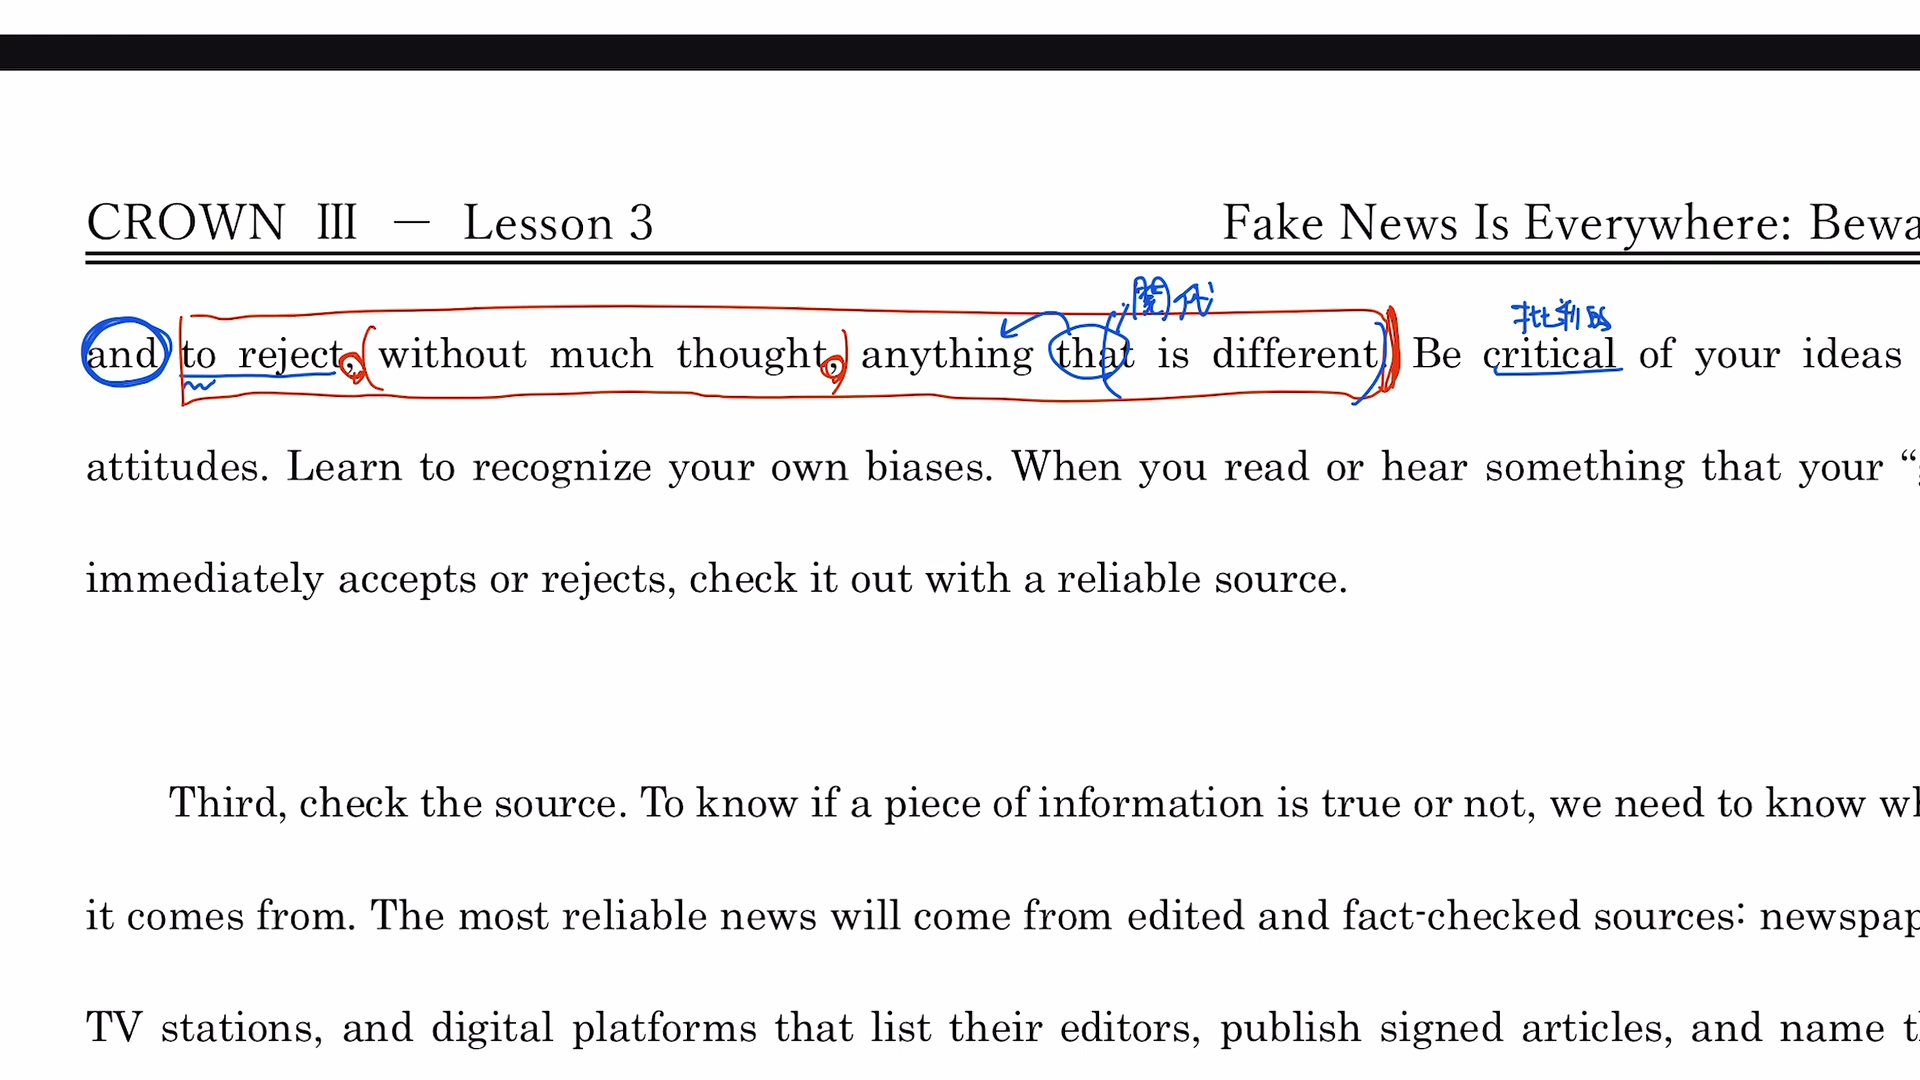 CROWN Ⅲ － Lesson 3
Fake News Is Everywhere: Bewa
関代
批判的
and to reject, without much thought, anything that is different. Be critical of your ideas
attitudes. Learn to recognize your own biases. When you read or hear something that your “
immediately accepts or rejects, check it out with a reliable source.
Third, check the source. To know if a piece of information is true or not, we need to know wh
it comes from. The most reliable news will come from edited and fact-checked sources: newspap
TV stations, and digital platforms that list their editors, publish signed articles, and name t